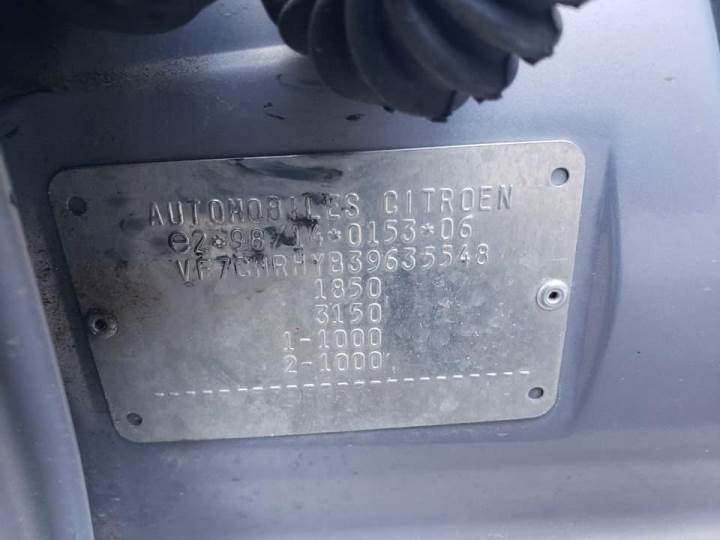 AUTOMOBILES CITROEN
e2*98/14*0153*06
VF7CHRHYB39635548
1850
3150
1-1000
2-1000